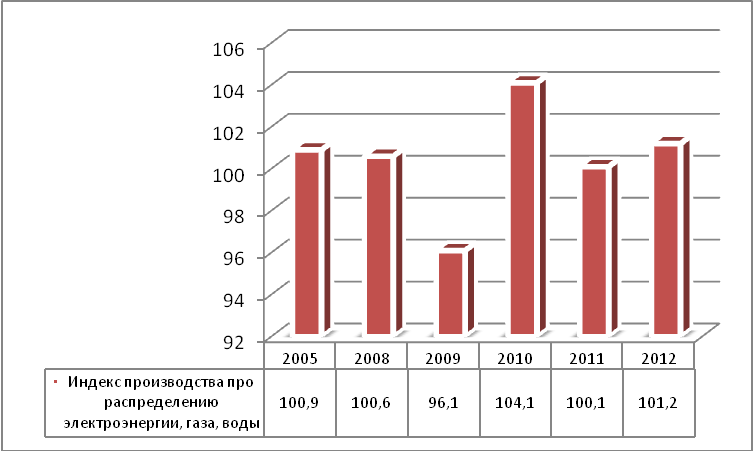 106
104
102
100
98
96
94
92
2005 2008 2009 2010 2011 2012
Индекс производства про
распределению
электроэнергии, газа, воды
100,9 100,6 96,1 104,1 100,1 101,2